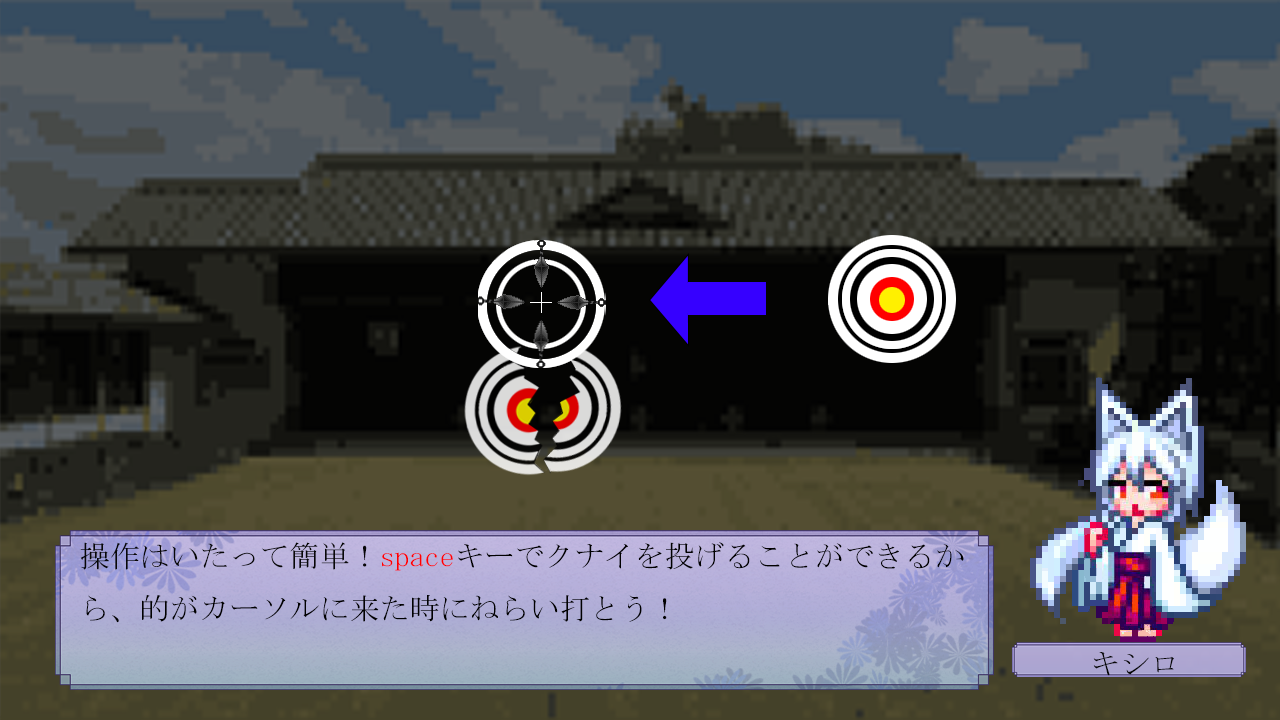 操作はいたって簡単！spaceキーでクナイを投げることができるか
ら、的がカーソルに来た時にねらい打とう！
キシロ